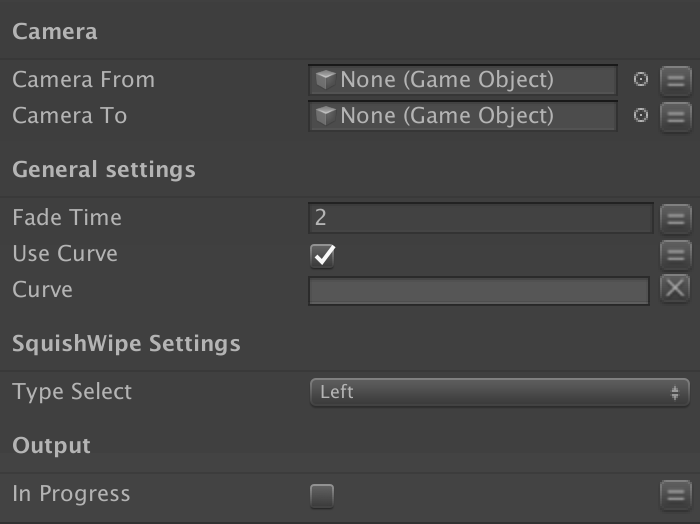 Camera
Camera From None (Game Object)
Camera To None (Game Object)
General settings
Fade Time 2
Use Curve
Curve
SquishWipe Settings
Type Select Left
Output
In Progress